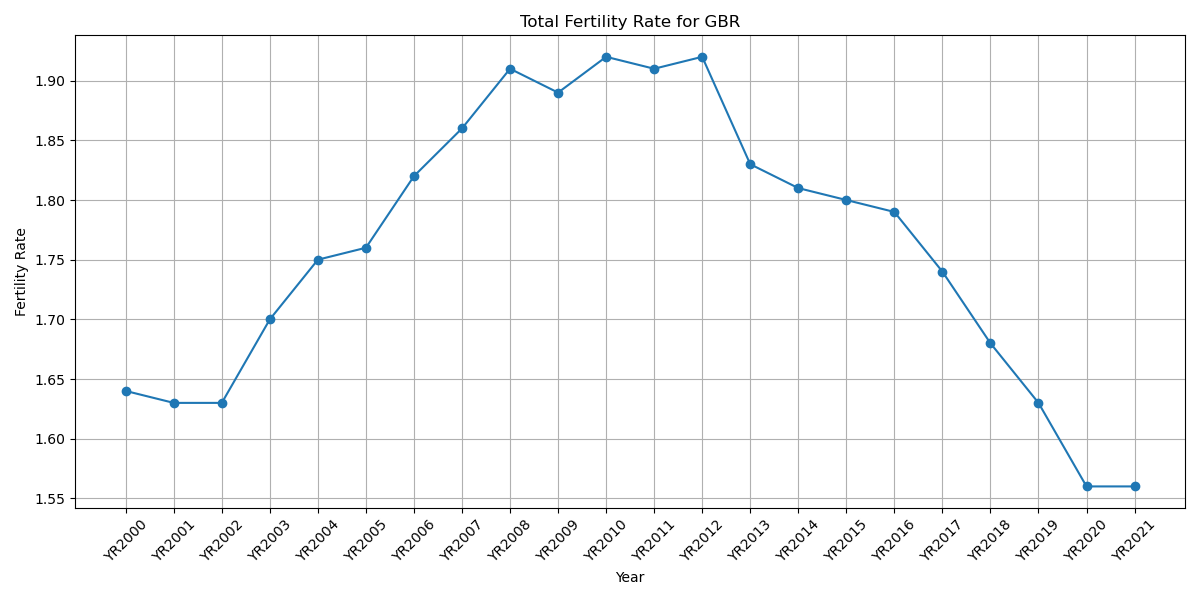 Total Fertility Rate for GBR
Fertility Rate
1.90
1.85
1.80
1.75
1.70
1.65
1.60
1.55
YR2000
YR2001
YR2002
YR2003
YR2004
YR2005
YR2006
YR2007
YR2008
YR2009
YR2010
YR2011
YR2012
YR2013
YR2014
YR2015
YR2016
YR2017
YR2018
YR2019
YR2020
YR2021
Year